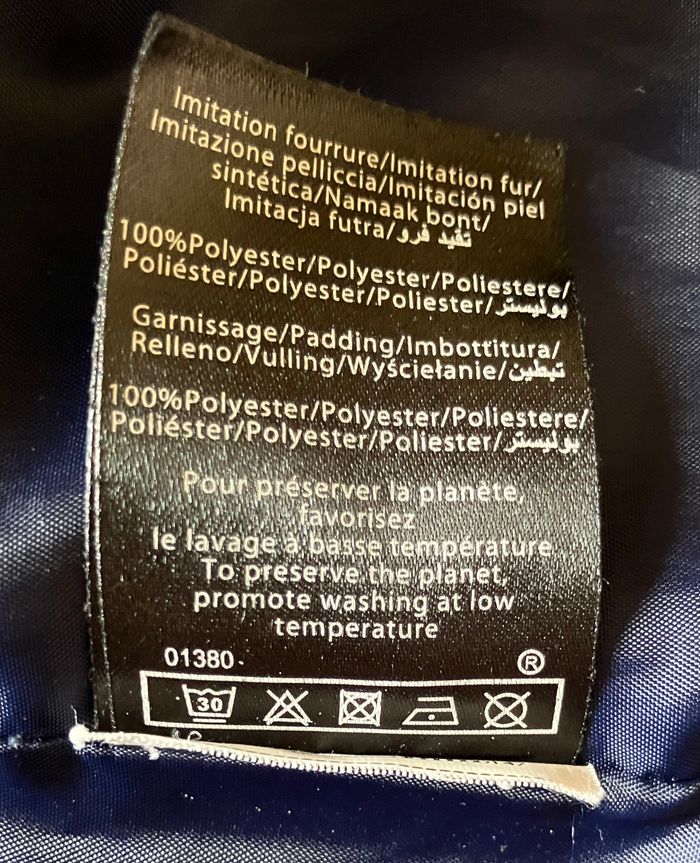 Imitation fourrure/Imitation fur/
Imitazione pelliccia/Imitación piel
sintética/Namaak bont/
Imitacja futra/تقيد فرو
100%Polyester/Polyester/Poliestere/
Poliéster/Polyester/Poliester/بوليستر
Garnissage/Padding/Imbottitura/
Relleno/Vulling/Wyściełanie/تبطين
100%Polyester/Polyester/Poliestere/
Poliéster/Polyester/Poliester/بوليستر
Pour préserver la planète,
favorisez
le lavage à basse température
To preserve the planet,
promote washing at low
temperature
01380- ®
30